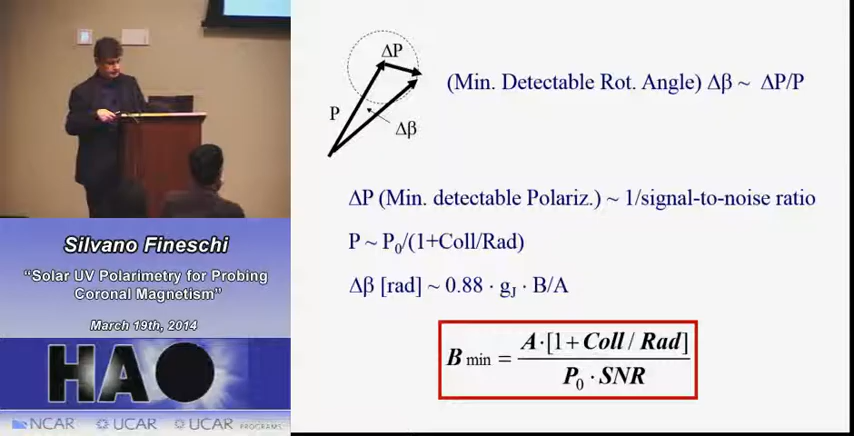 ΔP
P
Δβ
(Min. Detectable Rot. Angle) Δβ ~ ΔP/P
ΔP (Min. detectable Polariz.) ~ 1/signal-to-noise ratio
P ~ P₀/(1+Coll/Rad)
Δβ [rad] ~ 0.88 · g_J · B/A
B min = A·[1+Coll / Rad] / P₀ · SNR
Silvano Fineschi
“Solar UV Polarimetry for Probing
Coronal Magnetism”
March 19th, 2014
HAO
NCAR UCAR UCAR PROGRAMS